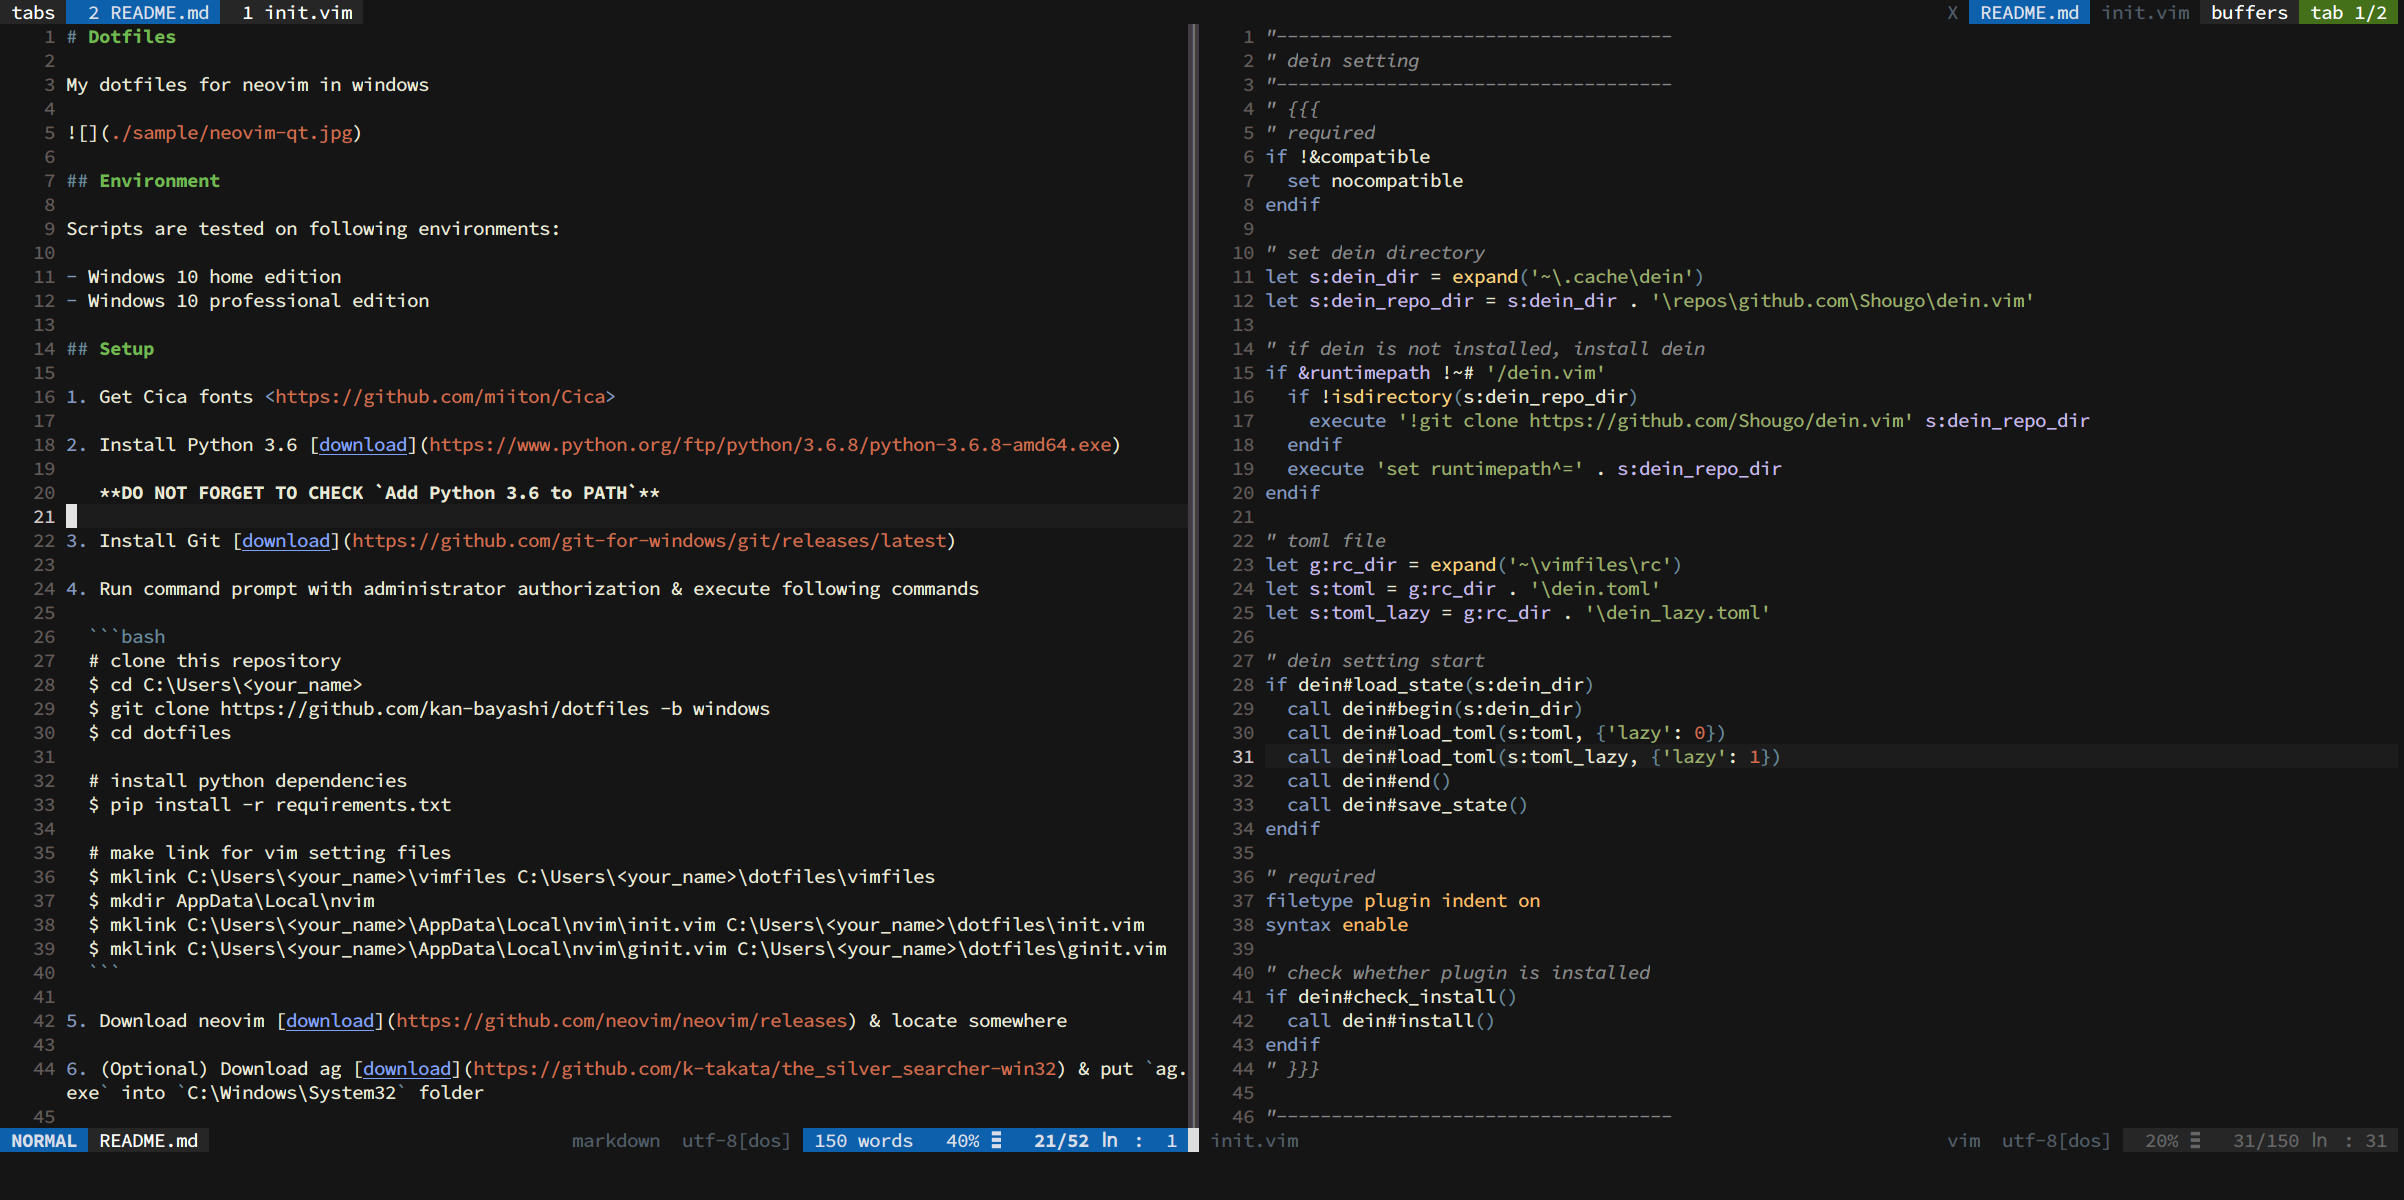 tabs  2 README.md  1 init.vim  X  README.md  init.vim  buffers  tab 1/2
1 # Dotfiles
2
3 My dotfiles for neovim in windows
4
5 ![](./sample/neovim-qt.jpg)
6
7 ## Environment
8
9 Scripts are tested on following environments:
10
11 - Windows 10 home edition
12 - Windows 10 professional edition
13
14 ## Setup
15
16 1. Get Cica fonts <https://github.com/miiton/Cica>
17
18 2. Install Python 3.6 [download](https://www.python.org/ftp/python/3.6.8/python-3.6.8-amd64.exe)
19
20    **DO NOT FORGET TO CHECK `Add Python 3.6 to PATH`**
21
22 3. Install Git [download](https://github.com/git-for-windows/git/releases/latest)
23
24 4. Run command prompt with administrator authorization & execute following commands
25
26   ```bash
27   # clone this repository
28   $ cd C:\Users\<your_name>
29   $ git clone https://github.com/kan-bayashi/dotfiles -b windows
30   $ cd dotfiles
31
32   # install python dependencies
33   $ pip install -r requirements.txt
34
35   # make link for vim setting files
36   $ mklink C:\Users\<your_name>\vimfiles C:\Users\<your_name>\dotfiles\vimfiles
37   $ mkdir AppData\Local\nvim
38   $ mklink C:\Users\<your_name>\AppData\Local\nvim\init.vim C:\Users\<your_name>\dotfiles\init.vim
39   $ mklink C:\Users\<your_name>\AppData\Local\nvim\ginit.vim C:\Users\<your_name>\dotfiles\ginit.vim
40   ```
41
42 5. Download neovim [download](https://github.com/neovim/neovim/releases) & locate somewhere
43
44 6. (Optional) Download ag [download](https://github.com/k-takata/the_silver_searcher-win32) & put `ag.
exe` into `C:\Windows\System32` folder
45
NORMAL  README.md  markdown  utf-8[dos]  150 words  40% ☰  21/52 ln :  1
1 "------------------------------------
2 " dein setting
3 "------------------------------------
4 " {{{
5 " required
6 if !&compatible
7   set nocompatible
8 endif
9
10 " set dein directory
11 let s:dein_dir = expand('~\.cache\dein')
12 let s:dein_repo_dir = s:dein_dir . '\repos\github.com\Shougo\dein.vim'
13
14 " if dein is not installed, install dein
15 if &runtimepath !~# '/dein.vim'
16   if !isdirectory(s:dein_repo_dir)
17     execute '!git clone https://github.com/Shougo/dein.vim' s:dein_repo_dir
18   endif
19   execute 'set runtimepath^=' . s:dein_repo_dir
20 endif
21
22 " toml file
23 let g:rc_dir = expand('~\vimfiles\rc')
24 let s:toml = g:rc_dir . '\dein.toml'
25 let s:toml_lazy = g:rc_dir . '\dein_lazy.toml'
26
27 " dein setting start
28 if dein#load_state(s:dein_dir)
29   call dein#begin(s:dein_dir)
30   call dein#load_toml(s:toml, {'lazy': 0})
31   call dein#load_toml(s:toml_lazy, {'lazy': 1})
32   call dein#end()
33   call dein#save_state()
34 endif
35
36 " required
37 filetype plugin indent on
38 syntax enable
39
40 " check whether plugin is installed
41 if dein#check_install()
42   call dein#install()
43 endif
44 " }}}
45
46 "------------------------------------
init.vim  vim  utf-8[dos]  20% ☰  31/150 ln : 31